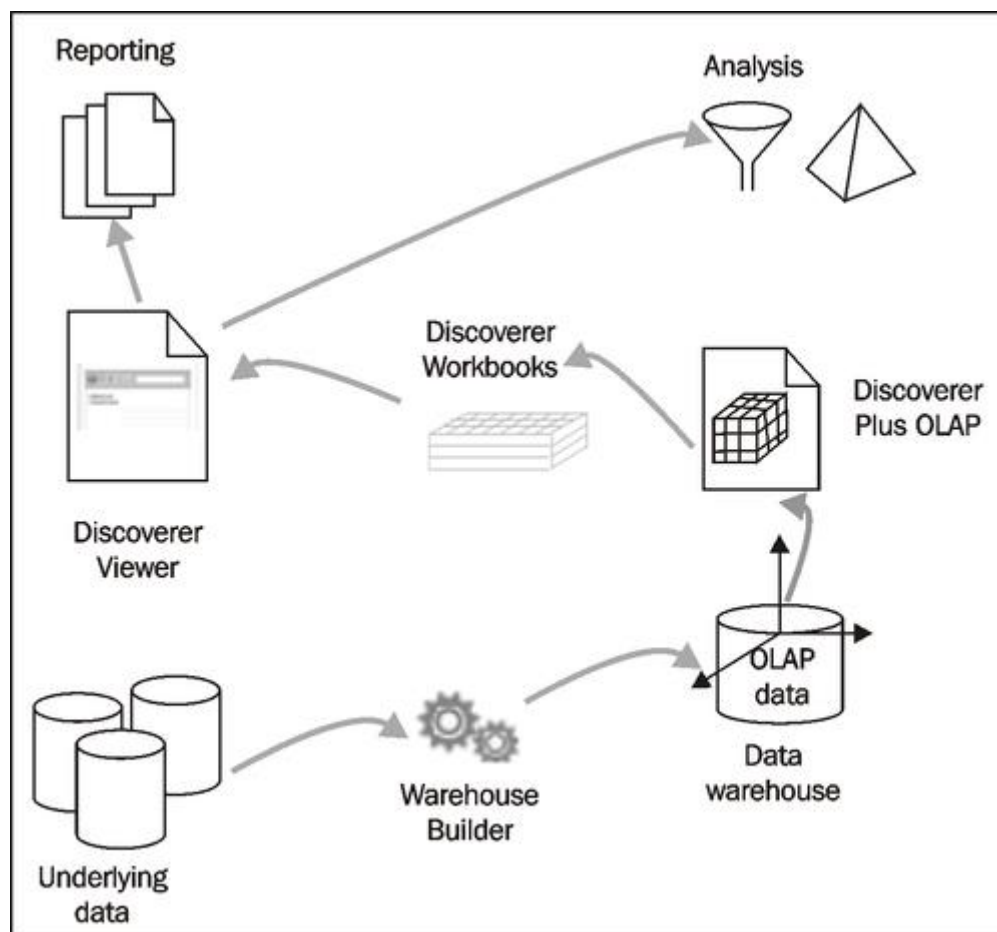 Reporting
Analysis
Discoverer
Workbooks
Discoverer
Plus OLAP
Discoverer
Viewer
OLAP
data
Data
warehouse
Warehouse
Builder
Underlying
data